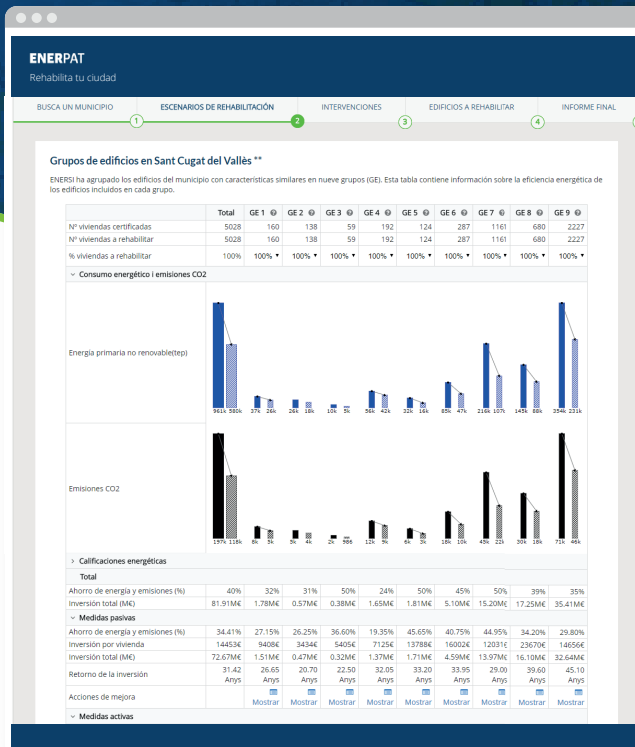 ENERPAT
Rehabilita tu ciudad
BUSCA UN MUNICIPIO ESCENARIOS DE REHABILITACIÓN INTERVENCIONES EDIFICIOS A REHABILITAR INFORME FINAL
1 2 3 4
Grupos de edificios en Sant Cugat del Vallès **
ENERSI ha agrupado los edificios del municipio con características similares en nueve grupos (GE). Esta tabla contiene información sobre la eficiencia energética de
los edificios incluidos en cada grupo.
Total GE 1 GE 2 GE 3 GE 4 GE 5 GE 6 GE 7 GE 8 GE 9
Nº viviendas certificadas 5028 160 138 59 192 124 287 1161 680 2227
Nº viviendas a rehabilitar 5028 160 138 59 192 124 287 1161 680 2227
% viviendas a rehabilitar 100% 100% 100% 100% 100% 100% 100% 100% 100% 100%
Consumo energético i emisiones CO2
Energía primaria no renovable(tep)
961k 580k 37k 26k 26k 18k 10k 5k 56k 42k 32k 16k 85k 47k 216k 107k 145k 88k 354k 231k
Emisiones CO2
197k 118k 8k 5k 5k 4k 2k 986 12k 9k 6k 3k 18k 10k 43k 22k 30k 18k 71k 46k
Calificaciones energéticas
Total
Ahorro de energía y emisiones (%) 40% 32% 31% 50% 24% 50% 45% 50% 39% 35%
Inversión total (M€) 81.91M€ 1.78M€ 0.57M€ 0.38M€ 1.65M€ 1.81M€ 5.10M€ 15.20M€ 17.25M€ 35.41M€
Medidas pasivas
Ahorro de energía y emisiones (%) 34.41% 27.15% 26.25% 36.60% 19.35% 45.65% 40.75% 44.95% 34.20% 29.80%
Inversión por vivienda 14453€ 9408€ 3434€ 5405€ 7125€ 13788€ 16002€ 12031€ 23670€ 14656€
Inversión total (M€) 72.67M€ 1.51M€ 0.47M€ 0.32M€ 1.37M€ 1.71M€ 4.59M€ 13.97M€ 16.10M€ 32.64M€
Retorno de la inversión 31.42 26.65 20.70 22.50 32.05 33.20 33.95 29.00 39.60 45.10
Anys Anys Anys Anys Anys Anys Anys Anys Anys Anys
Acciones de mejora Mostrar Mostrar Mostrar Mostrar Mostrar Mostrar Mostrar Mostrar Mostrar
Medidas activas